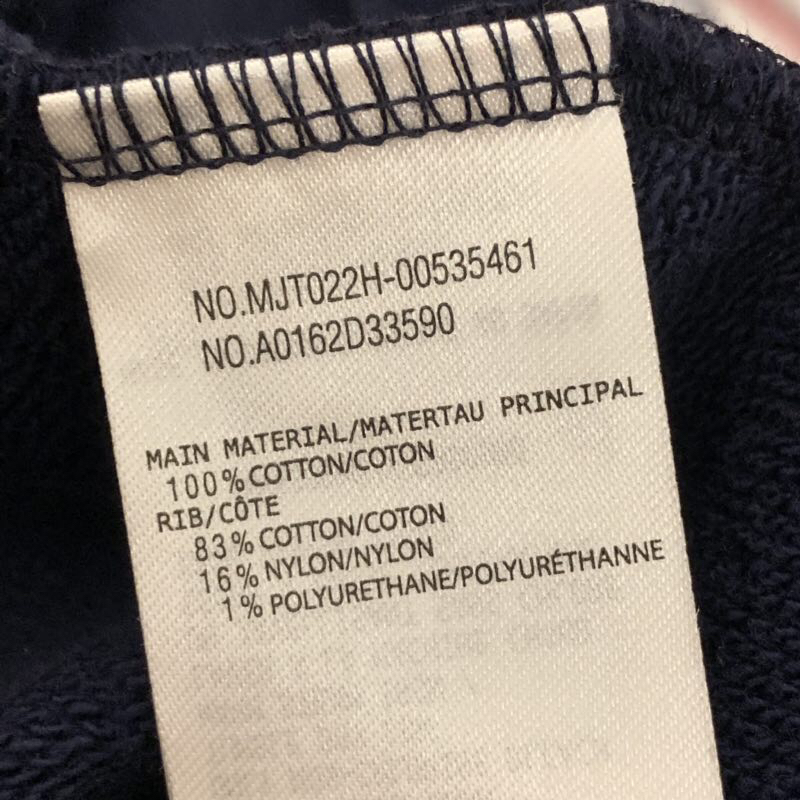 NO.MJT022H-00535461
NO.A0162D33590
MAIN MATERIAL/MATERTAU PRINCIPAL
100%COTTON/COTON
RIB/CÔTE
83%COTTON/COTON
16%NYLON/NYLON
1%POLYURETHANE/POLYURÉTHANNE